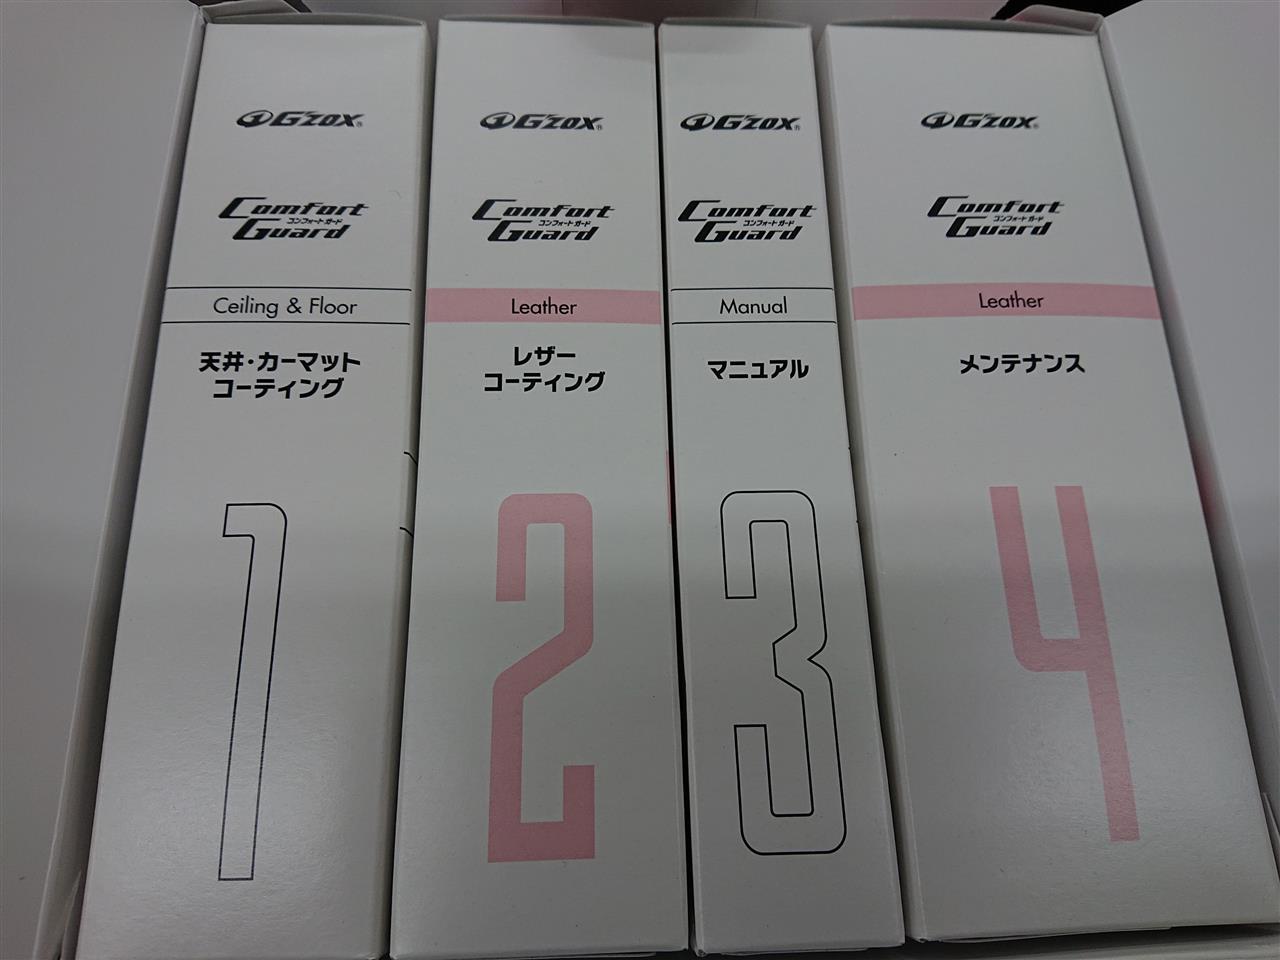 G'ZOX®
Comfort
コンフォートガード
Guard
Ceiling & Floor
天井・カーマット
コーティング
1
G'ZOX®
Comfort
コンフォートガード
Guard
Leather
レザー
コーティング
2
G'ZOX®
Comfort
コンフォートガード
Guard
Manual
マニュアル
3
G'ZOX®
Comfort
コンフォートガード
Guard
Leather
メンテナンス
4